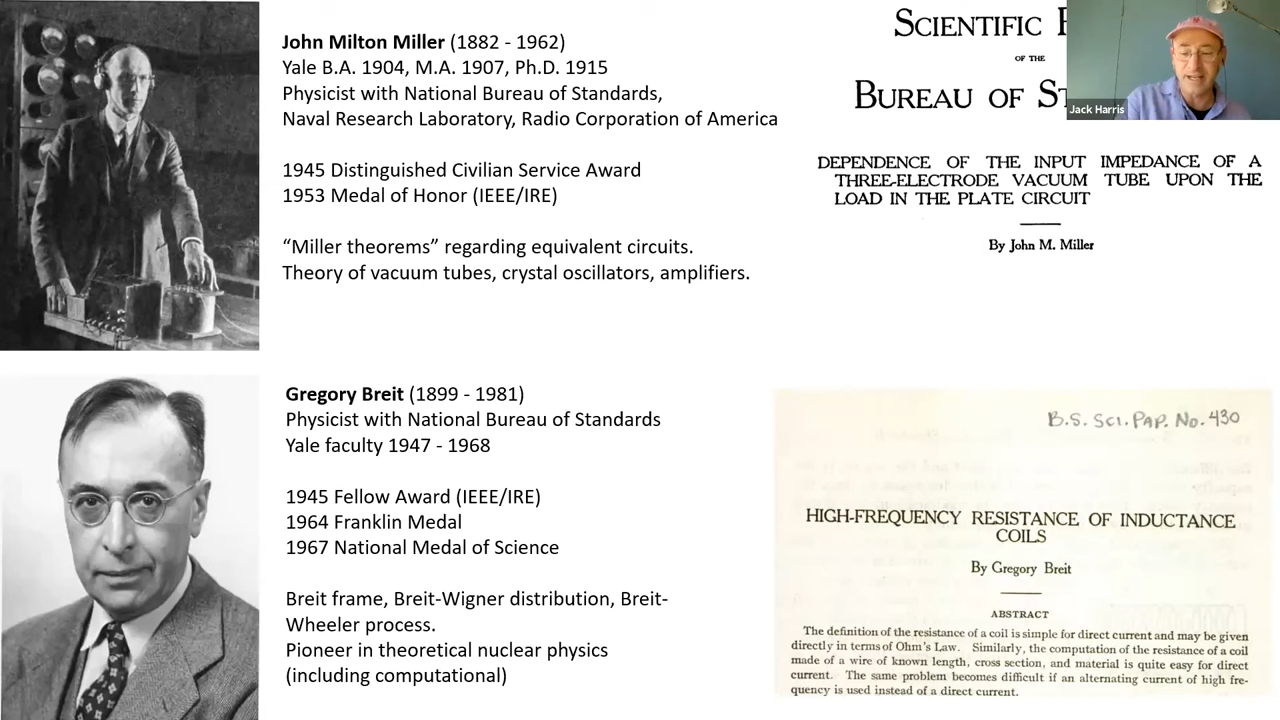 John Milton Miller (1882 - 1962)
Yale B.A. 1904, M.A. 1907, Ph.D. 1915
Physicist with National Bureau of Standards,
Naval Research Laboratory, Radio Corporation of America
1945 Distinguished Civilian Service Award
1953 Medal of Honor (IEEE/IRE)
“Miller theorems” regarding equivalent circuits.
Theory of vacuum tubes, crystal oscillators, amplifiers.
SCIENTIFIC
OF THE
BUREAU OF
Jack Harris
DEPENDENCE OF THE INPUT IMPEDANCE OF A
THREE-ELECTRODE VACUUM TUBE UPON THE
LOAD IN THE PLATE CIRCUIT
By John M. Miller
Gregory Breit (1899 - 1981)
Physicist with National Bureau of Standards
Yale faculty 1947 - 1968
1945 Fellow Award (IEEE/IRE)
1964 Franklin Medal
1967 National Medal of Science
Breit frame, Breit-Wigner distribution, Breit-
Wheeler process.
Pioneer in theoretical nuclear physics
(including computational)
B.S. SCI. PAP. No. 430
HIGH-FREQUENCY RESISTANCE OF INDUCTANCE
COILS
By Gregory Breit
ABSTRACT
The definition of the resistance of a coil is simple for direct current and may be given
directly in terms of Ohm's Law. Similarly, the computation of the resistance of a coil
made of a wire of known length, cross section, and material is quite easy for direct
current. The same problem becomes difficult if an alternating current of high fre-
quency is used instead of a direct current.